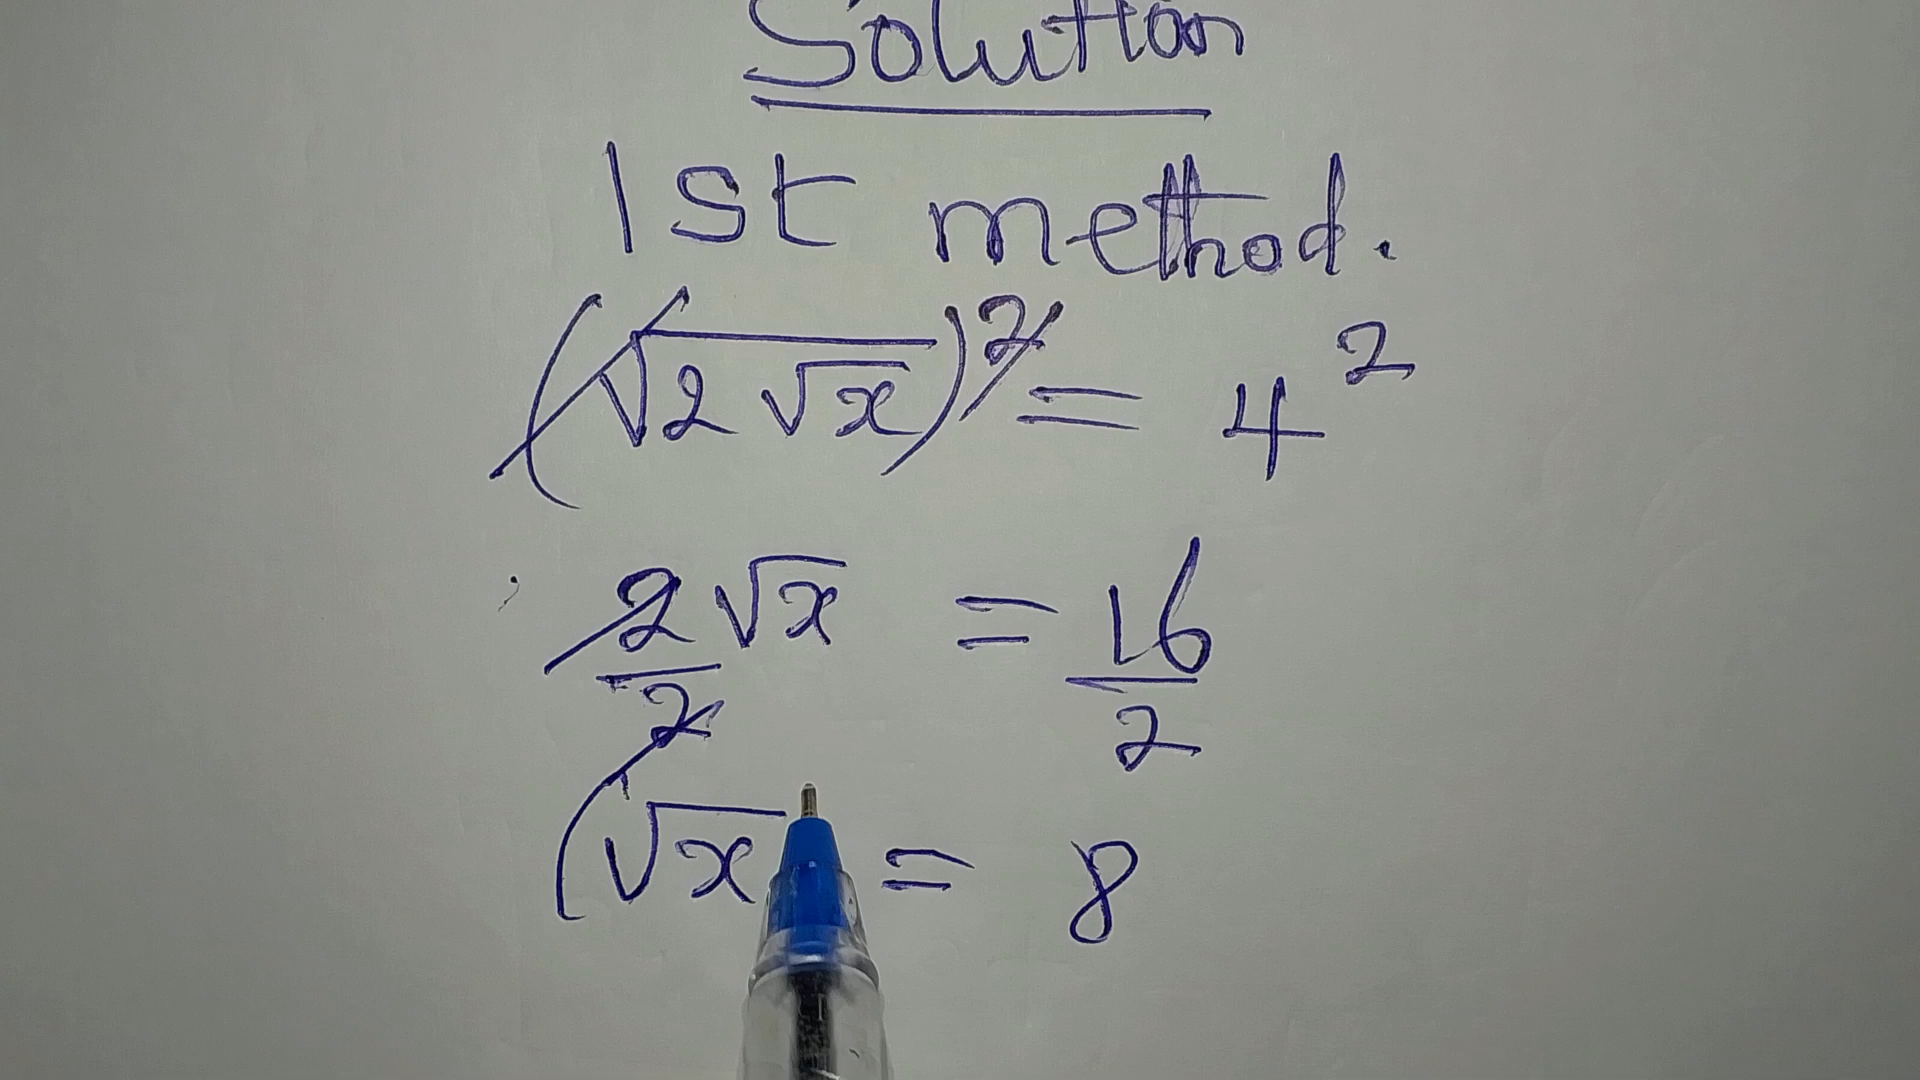 Solution
1st method.
(√(2√x))² = 4²
2√x/2 = 16/2
(√x = 8